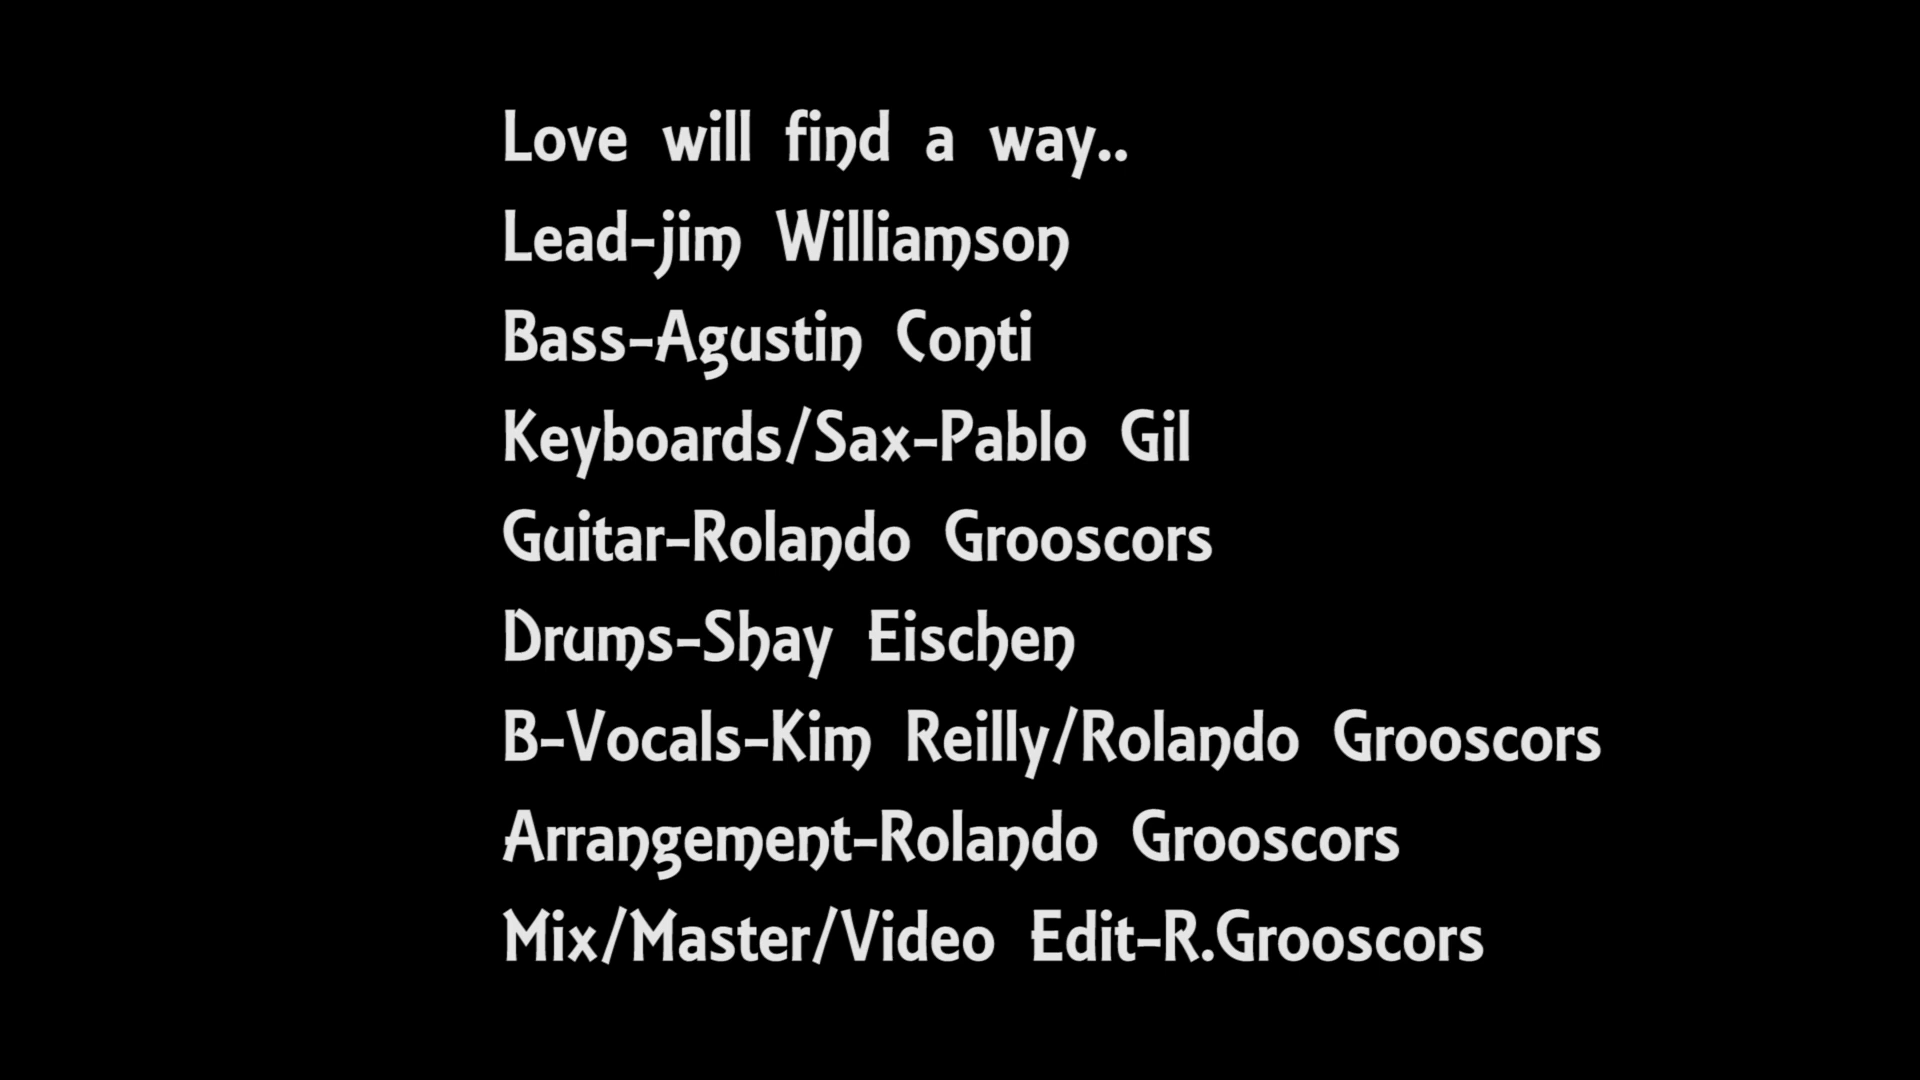 Love will find a way..
Lead-jim Williamson
Bass-Agustin Conti
Keyboards/Sax-Pablo Gil
Guitar-Rolando Grooscors
Drums-Shay Eischen
B-Vocals-Kim Reilly/Rolando Grooscors
Arrangement-Rolando Grooscors
Mix/Master/Video Edit-R.Grooscors